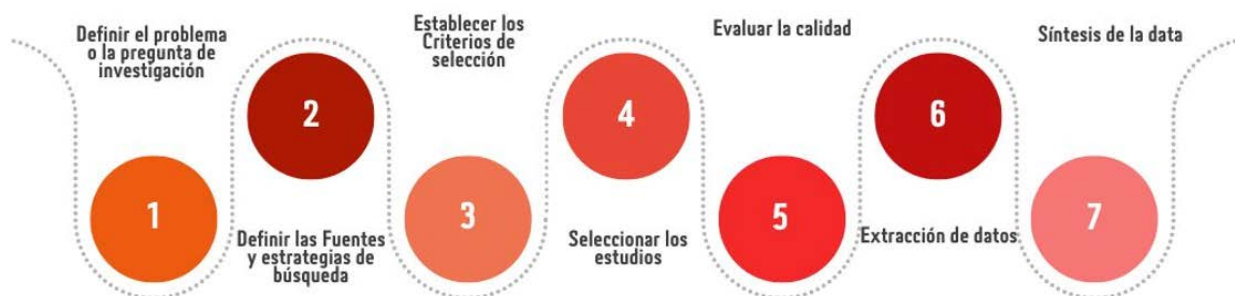 Definir el problema
o la pregunta de
investigación
1
2
Definir las Fuentes
y estrategias de
búsqueda
Establecer los
Criterios de
selección
3
4
Seleccionar los
estudios
Evaluar la calidad
5
6
Extracción de datos
Síntesis de la data
7